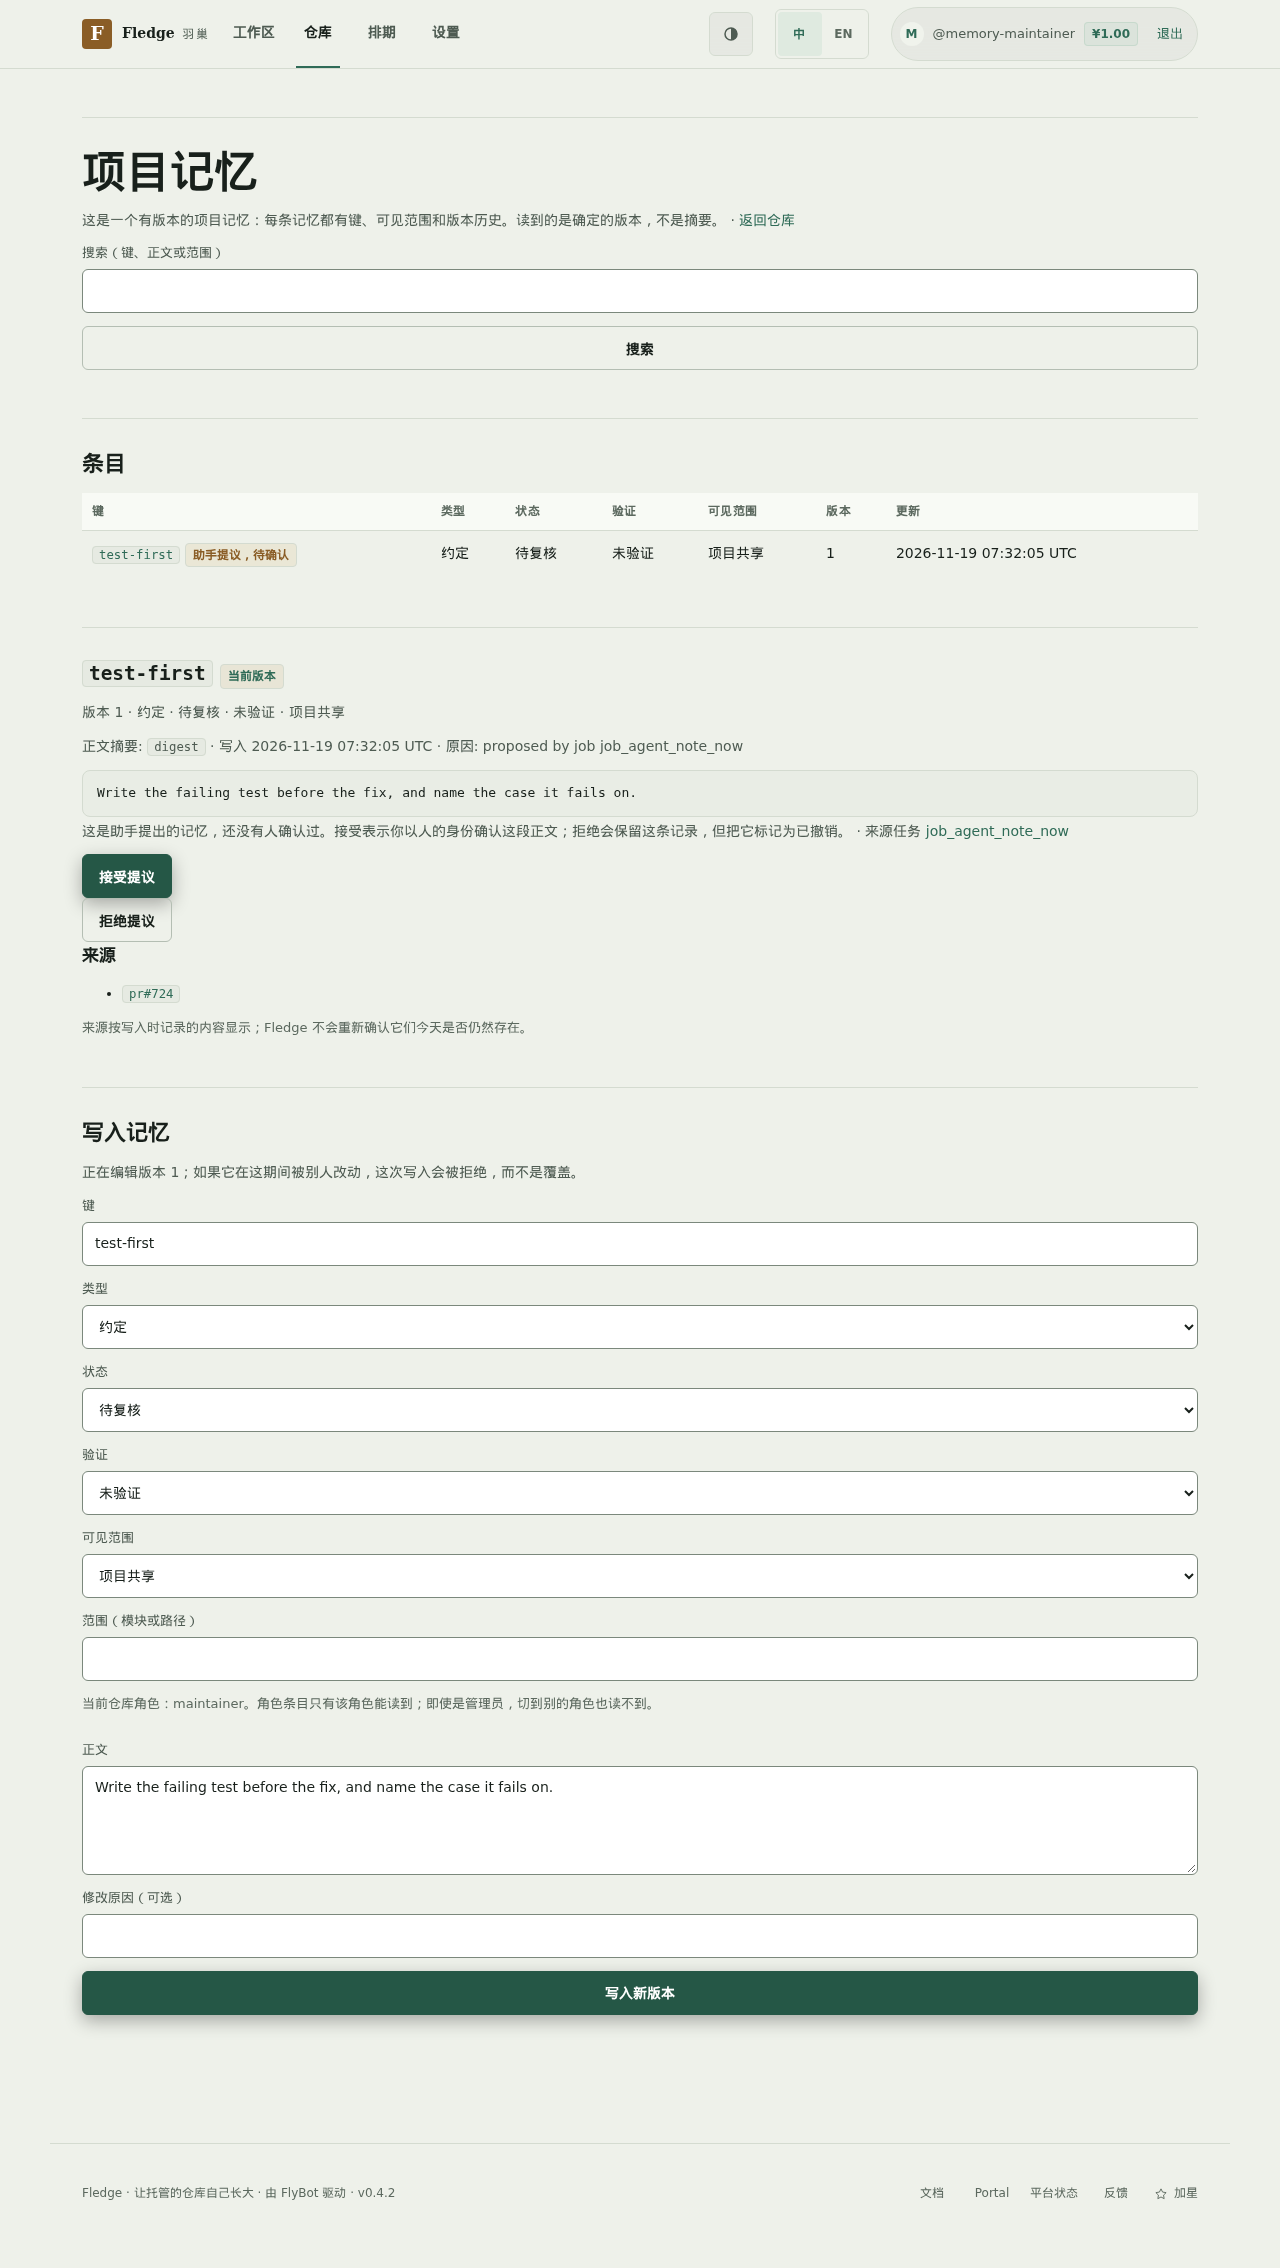 F Fledge 羽巢 工作区 仓库 排期 设置 中 EN M @memory-maintainer ¥1.00 退出
项目记忆
这是一个有版本的项目记忆：每条记忆都有键、可见范围和版本历史。读到的是确定的版本，不是摘要。 · 返回仓库
搜索（键、正文或范围）
搜索
条目
键 类型 状态 验证 可见范围 版本 更新
test-first 助手提议，待确认 约定 待复核 未验证 项目共享 1 2026-11-19 07:32:05 UTC
test-first 当前版本
版本 1 · 约定 · 待复核 · 未验证 · 项目共享
正文摘要: digest · 写入 2026-11-19 07:32:05 UTC · 原因: proposed by job job_agent_note_now
Write the failing test before the fix, and name the case it fails on.
这是助手提出的记忆，还没有人确认过。接受表示你以人的身份确认这段正文；拒绝会保留这条记录，但把它标记为已撤销。 · 来源任务 job_agent_note_now
接受提议
拒绝提议
来源
pr#724
来源按写入时记录的内容显示；Fledge 不会重新确认它们今天是否仍然存在。
写入记忆
正在编辑版本 1；如果它在这期间被别人改动，这次写入会被拒绝，而不是覆盖。
键
test-first
类型
约定
状态
待复核
验证
未验证
可见范围
项目共享
范围（模块或路径）
当前仓库角色：maintainer。角色条目只有该角色能读到；即使是管理员，切到别的角色也读不到。
正文
Write the failing test before the fix, and name the case it fails on.
修改原因（可选）
写入新版本
Fledge · 让托管的仓库自己长大 · 由 FlyBot 驱动 · v0.4.2 文档 Portal 平台状态 反馈 加星